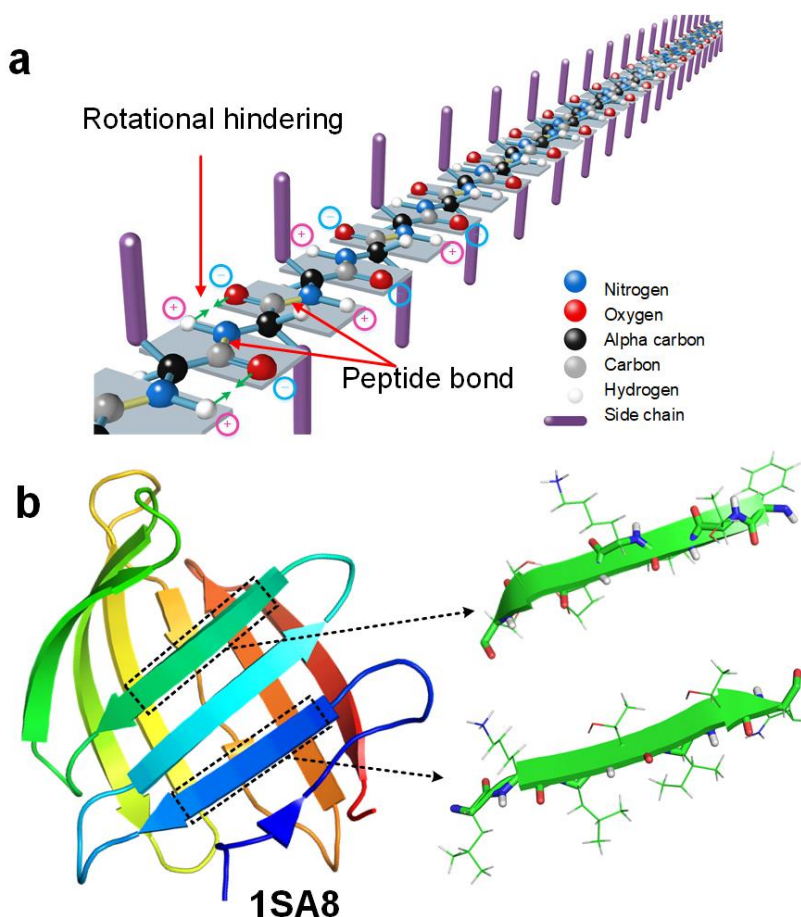 a
Rotational hindering
Peptide bond
Nitrogen
Oxygen
Alpha carbon
Carbon
Hydrogen
Side chain
b
1SA8